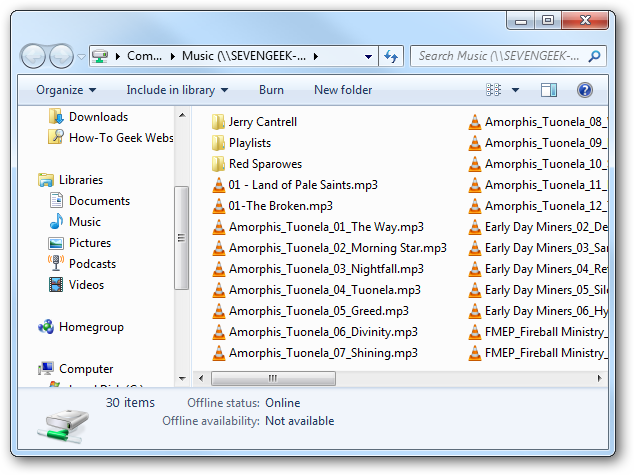 Com... Music (\\SEVENGEEK-...
Search Music (\\SEVENGEEK-...
Organize Include in library Burn New folder
Downloads
How-To Geek Webs
Libraries
Documents
Music
Pictures
Podcasts
Videos
Homegroup
Computer
Jerry Cantrell
Playlists
Red Sparowes
01 - Land of Pale Saints.mp3
01-The Broken.mp3
Amorphis_Tuonela_01_The Way.mp3
Amorphis_Tuonela_02_Morning Star.mp3
Amorphis_Tuonela_03_Nightfall.mp3
Amorphis_Tuonela_04_Tuonela.mp3
Amorphis_Tuonela_05_Greed.mp3
Amorphis_Tuonela_06_Divinity.mp3
Amorphis_Tuonela_07_Shining.mp3
Amorphis_Tuonela_08_
Amorphis_Tuonela_09_
Amorphis_Tuonela_10_
Amorphis_Tuonela_11_
Amorphis_Tuonela_12_
Early Day Miners_02_De
Early Day Miners_03_Sar
Early Day Miners_04_Re
Early Day Miners_05_Sile
Early Day Miners_06_Hy
FMEP_Fireball Ministry_
FMEP_Fireball Ministry_
30 items Offline status: Online
Offline availability: Not available